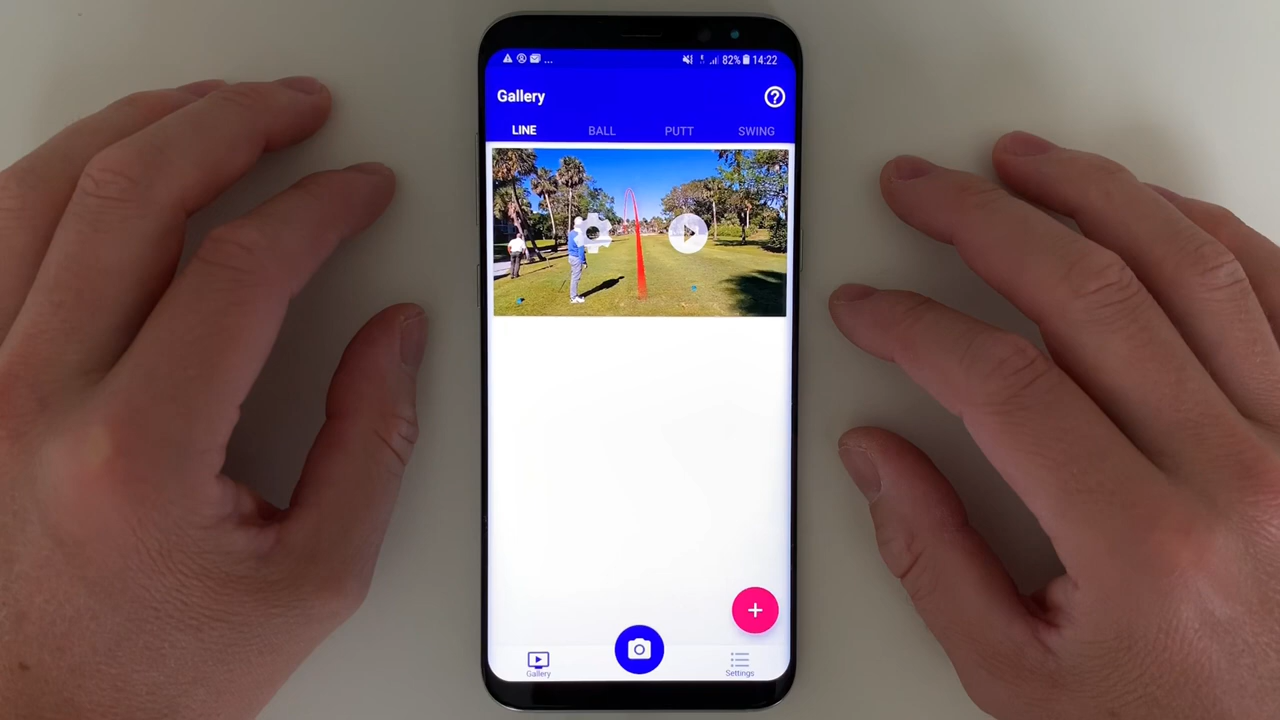 ... 82% 14:22
Gallery ?
LINE BALL PUTT SWING
+
Gallery Settings